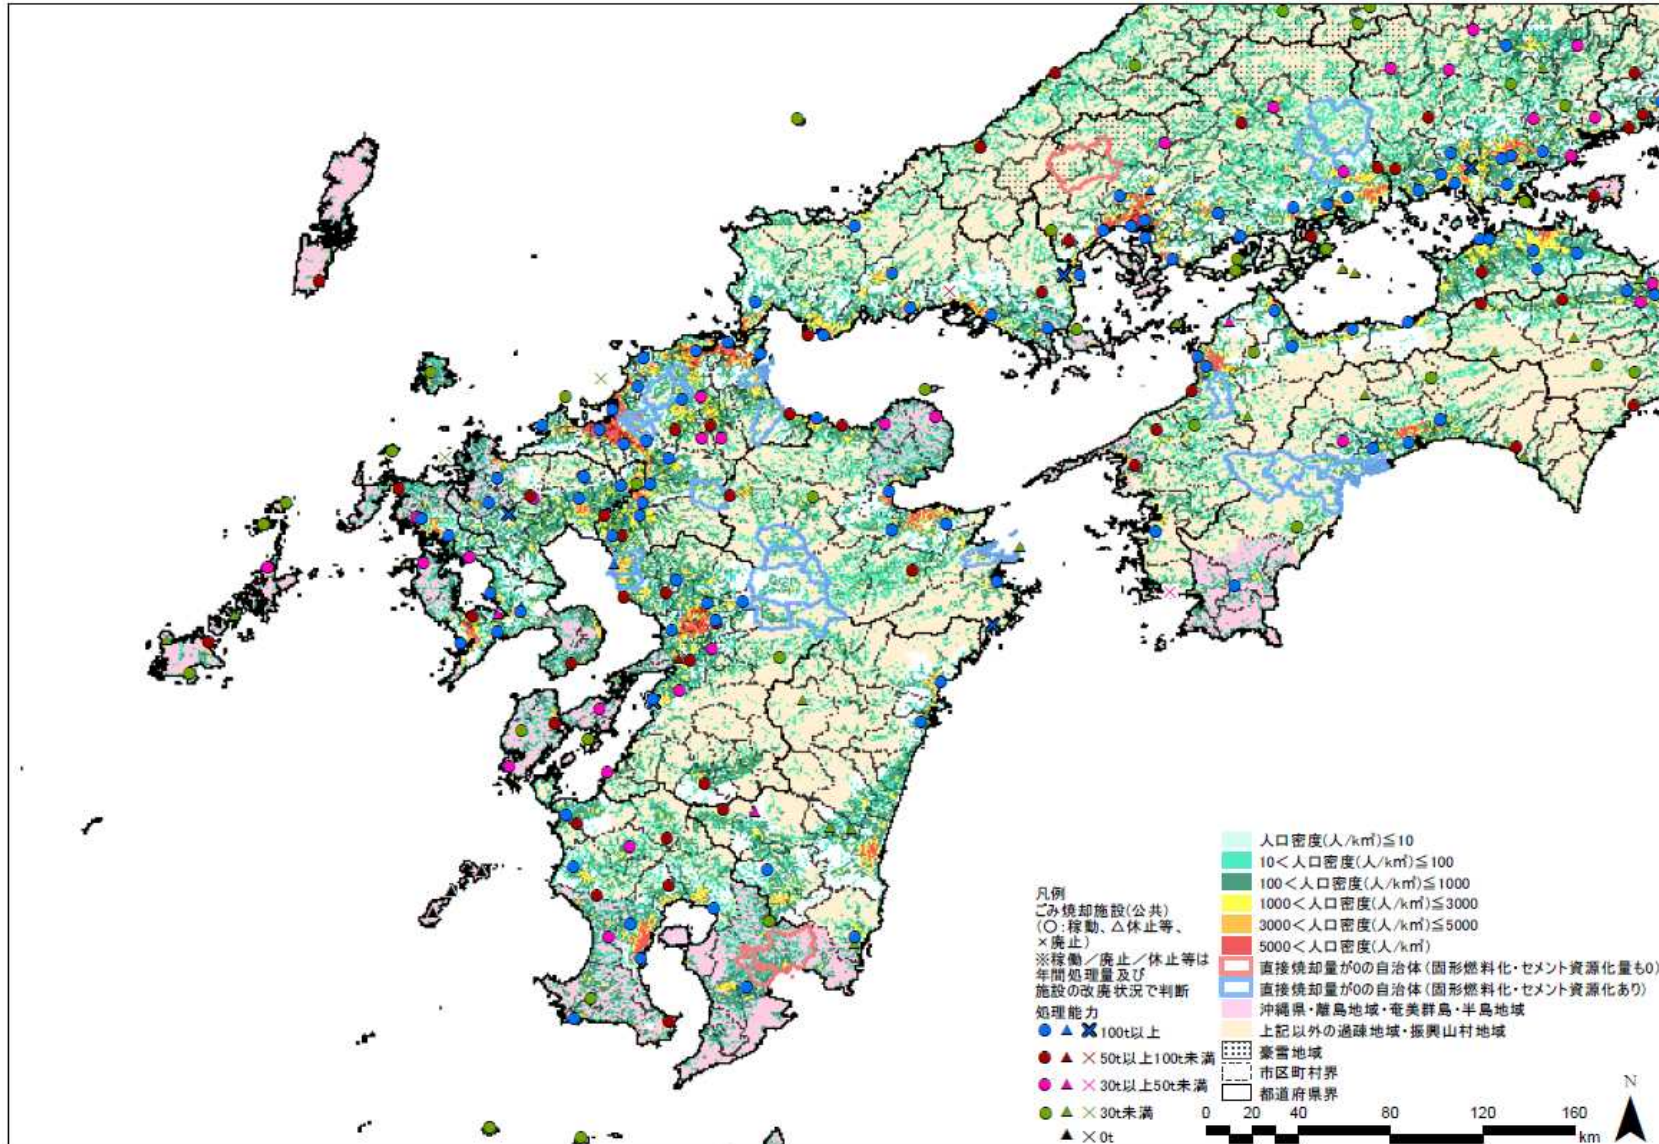 凡例
ごみ焼却施設(公共)
(〇:稼動、△休止等、
×廃止)
※稼働/廃止/休止等は
年間処理量及び
施設の改廃状況で判断
処理能力
100t以上
50t以上100t未満
30t以上50t未満
30t未満
0t
人口密度(人/k㎡)≦10
10<人口密度(人/k㎡)≦100
100<人口密度(人/k㎡)≦1000
1000<人口密度(人/k㎡)≦3000
3000<人口密度(人/k㎡)≦5000
5000<人口密度(人/k㎡)
直接焼却量が0の自治体(固形燃料化・セメント資源化量も0)
直接焼却量が0の自治体(固形燃料化・セメント資源化あり)
沖縄県・離島地域・奄美群島・半島地域
上記以外の過疎地域・振興山村地域
豪雪地域
市区町村界
都道府県界
0 20 40 80 120 160
km
N